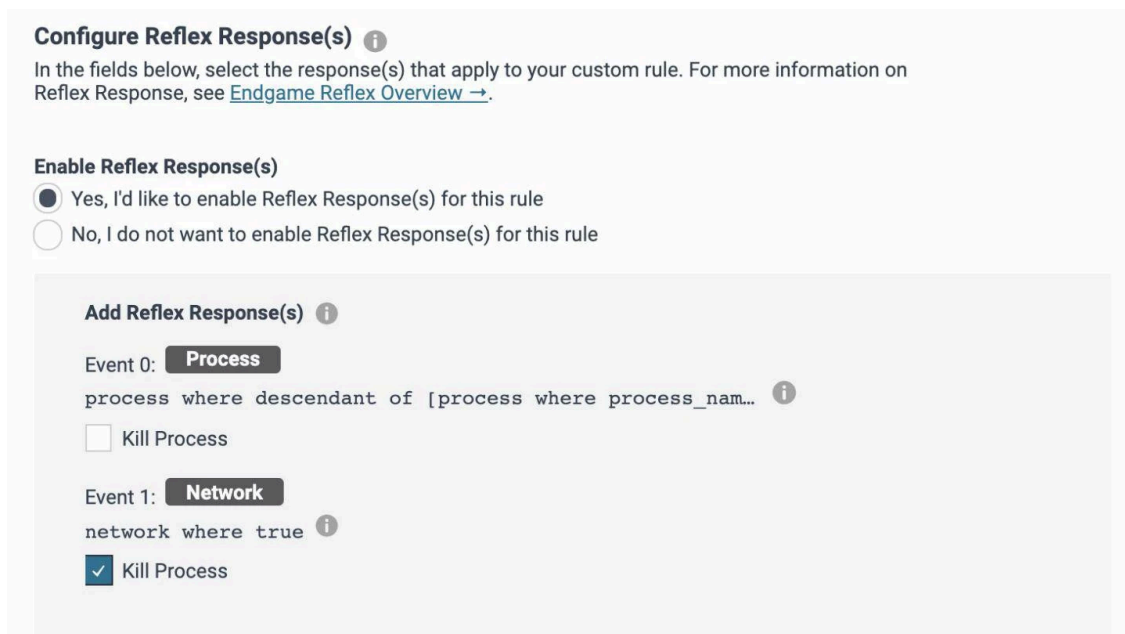 Configure Reflex Response(s)
In the fields below, select the response(s) that apply to your custom rule. For more information on
Reflex Response, see Endgame Reflex Overview →.
Enable Reflex Response(s)
Yes, I'd like to enable Reflex Response(s) for this rule
No, I do not want to enable Reflex Response(s) for this rule
Add Reflex Response(s)
Event 0: Process
process where descendant of [process where process_nam…
Kill Process
Event 1: Network
network where true
Kill Process